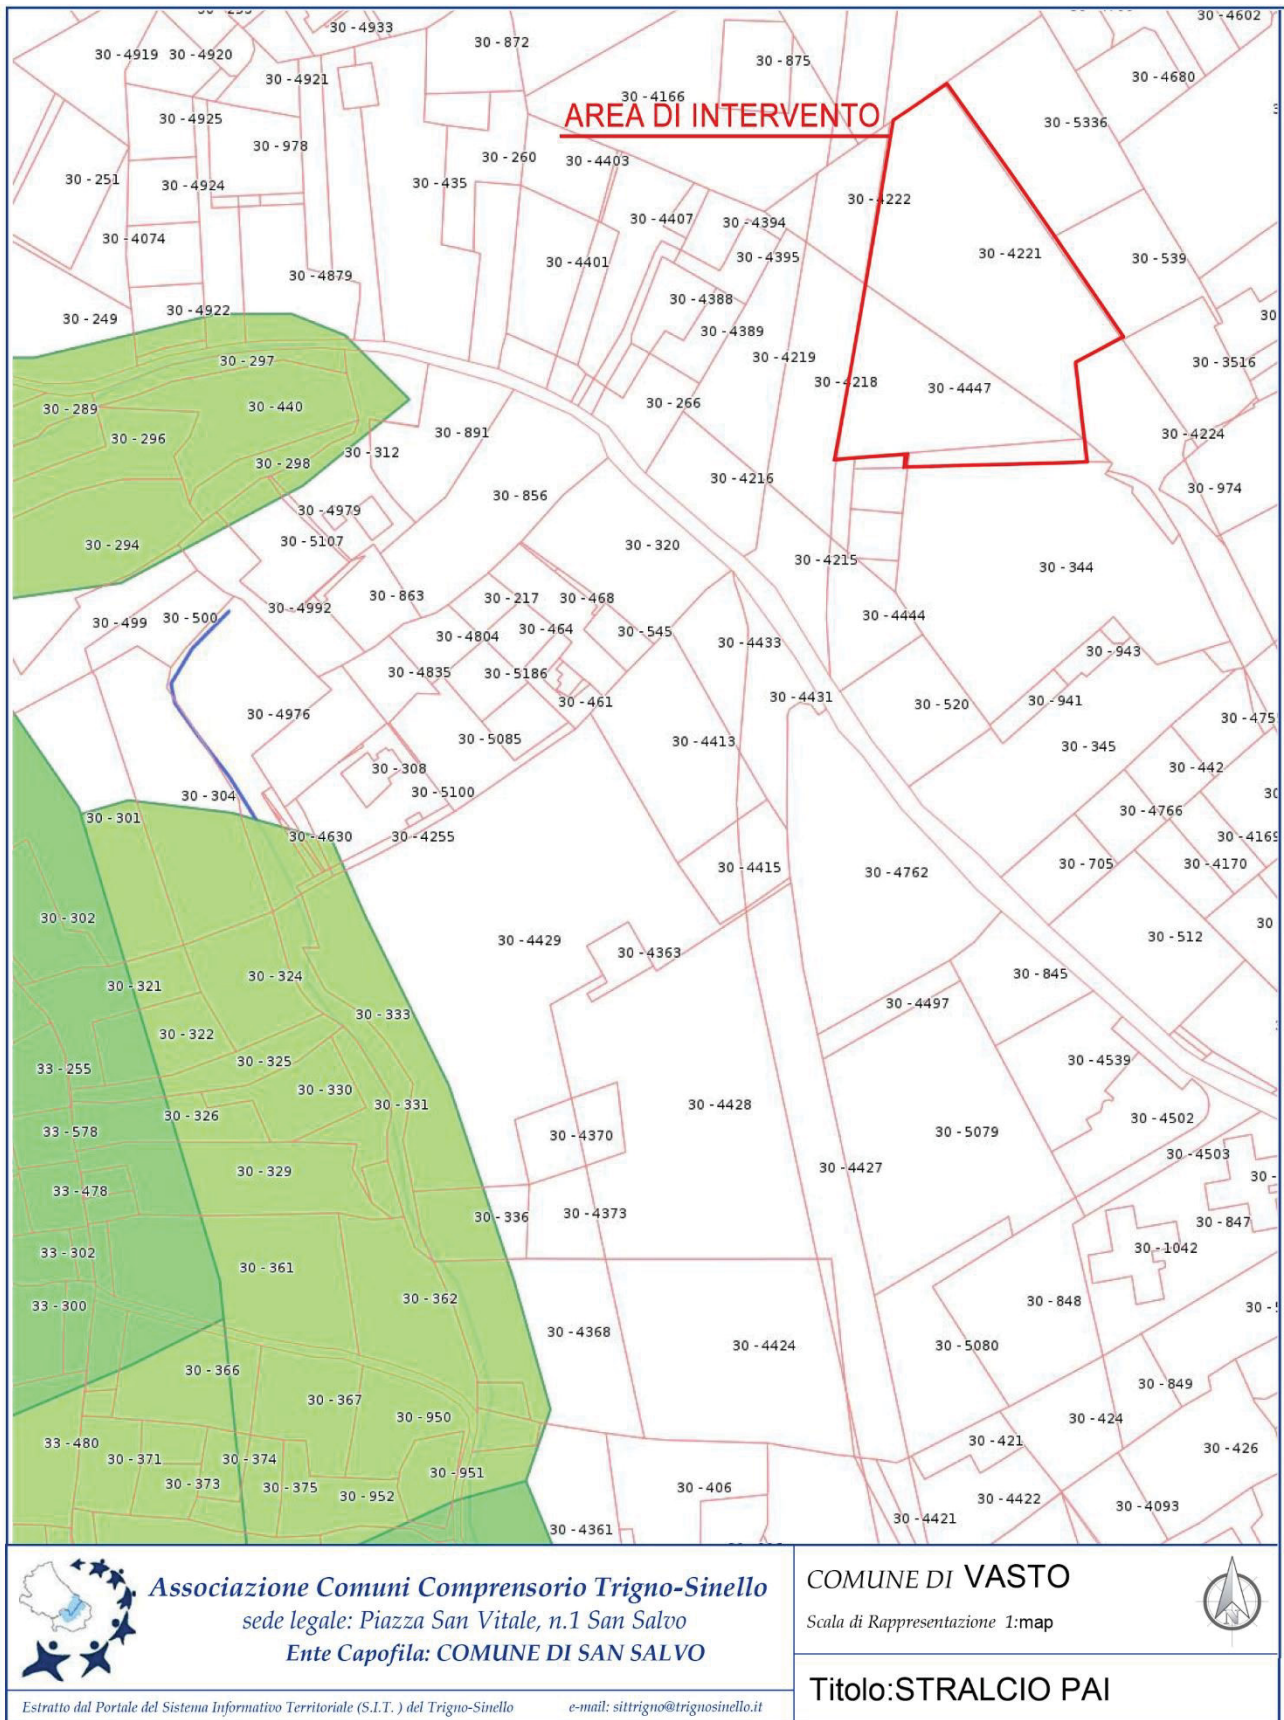 30 - 4933
30 - 4602
30 - 872
30 - 4919
30 - 4920
30 - 875
30 - 4921
30 - 4680
30 - 4166
AREA DI INTERVENTO
30 - 4925
30 - 5336
30 - 978
30 - 260
30 - 4403
30 - 251
30 - 4924
30 - 435
30 - 4222
30 - 4407
30 - 4394
30 - 4074
30 - 4221
30 - 4395
30 - 539
30 - 4401
30 - 4879
30 - 4388
30 - 4922
30 - 249
30
30 - 4389
30 - 297
30 - 4219
30 - 3516
30 - 4218
30 - 4447
30 - 289
30 - 440
30 - 266
30 - 296
30 - 891
30 - 4224
30 - 312
30 - 298
30 - 4216
30 - 974
30 - 856
30 - 4979
30 - 5107
30 - 294
30 - 320
30 - 4215
30 - 344
30 - 863
30 - 217
30 - 468
30 - 4992
30 - 499
30 - 500
30 - 4444
30 - 4804
30 - 464
30 - 545
30 - 4433
30 - 943
30 - 4835
30 - 5186
30 - 461
30 - 4431
30 - 520
30 - 941
30 - 4976
30 - 475
30 - 5085
30 - 4413
30 - 345
30 - 308
30 - 442
30 - 304
30 - 5100
30
30 - 301
30 - 4766
30 - 4630
30 - 4255
30 - 4169
30 - 4415
30 - 4762
30 - 705
30 - 4170
30 - 302
30
30 - 4429
30 - 4363
30 - 512
30 - 321
30 - 324
30 - 845
30 - 4497
30 - 333
30 - 322
33 - 255
30 - 325
30 - 4539
30 - 330
30 - 331
30 - 4428
30 - 326
30 - 4502
33 - 578
30 - 4370
30 - 5079
30 - 4503
30 - 329
30 - 4427
30 -
33 - 478
30 - 336
30 - 4373
30 - 847
33 - 302
30 - 1042
30 - 361
33 - 300
30 - 362
30 - 848
30 -
30 - 4368
30 - 4424
30 - 5080
30 - 366
30 - 849
30 - 367
30 - 950
30 - 424
33 - 480
30 - 371
30 - 374
30 - 421
30 - 426
30 - 951
30 - 373
30 - 375
30 - 952
30 - 406
30 - 4422
30 - 4093
30 - 4361
30 - 4421
Associazione Comuni Comprensorio Trigno-Sinello
sede legale: Piazza San Vitale, n.1 San Salvo
Ente Capofila: COMUNE DI SAN SALVO
Estratto dal Portale del Sistema Informativo Territoriale (S.I.T. ) del Trigno-Sinello
e-mail: sittrigno@trignosinello.it
COMUNE DI VASTO
Scala di Rappresentazione 1:map
N
Titolo:STRALCIO PAI